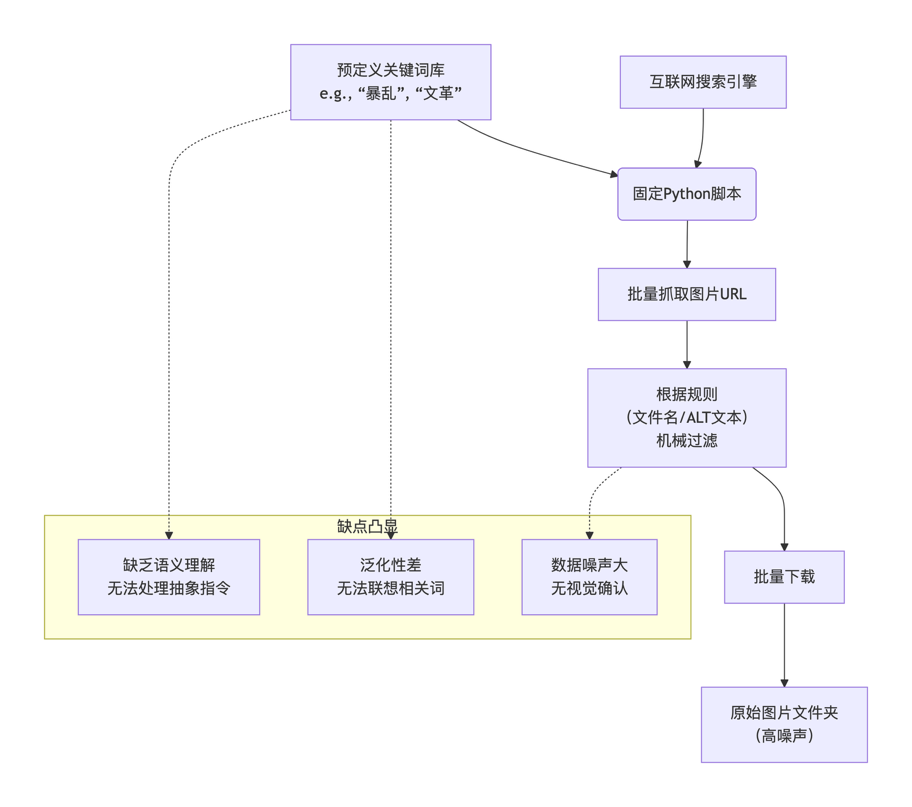 预定义关键词库
e.g., “暴乱”, “文革”
互联网搜索引擎
固定Python脚本
批量抓取图片URL
根据规则
（文件名/ALT文本）
机械过滤
缺点凸显
缺乏语义理解
无法处理抽象指令
泛化性差
无法联想相关词
数据噪声大
无视觉确认
批量下载
原始图片文件夹
（高噪声）